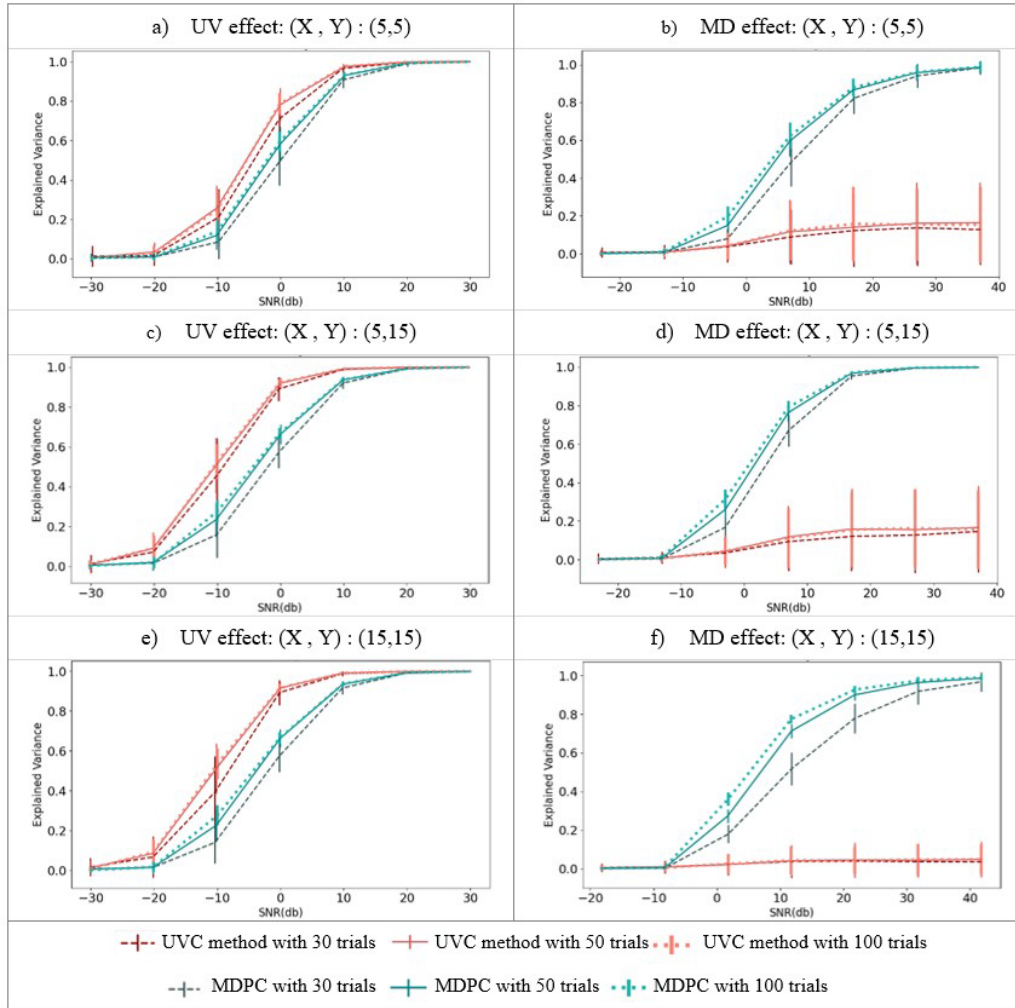 a) UV effect: (X , Y) : (5,5)
b) MD effect: (X , Y) : (5,5)
Explained Variance
1.0
0.8
0.6
0.4
0.2
0.0
−30 −20 −10 0 10 20 30
SNR(db)
Explained Variance
1.0
0.8
0.6
0.4
0.2
0.0
−20 −10 0 10 20 30 40
SNR(db)
c) UV effect: (X , Y) : (5,15)
d) MD effect: (X , Y) : (5,15)
Explained Variance
1.0
0.8
0.6
0.4
0.2
0.0
−30 −20 −10 0 10 20 30
SNR(db)
Explained Variance
1.0
0.8
0.6
0.4
0.2
0.0
−20 −10 0 10 20 30 40
SNR(db)
e) UV effect: (X , Y) : (15,15)
f) MD effect: (X , Y) : (15,15)
Explained Variance
1.0
0.8
0.6
0.4
0.2
0.0
−30 −20 −10 0 10 20 30
SNR(db)
Explained Variance
1.0
0.8
0.6
0.4
0.2
0.0
−20 −10 0 10 20 30 40
SNR(db)
UVC method with 30 trials UVC method with 50 trials UVC method with 100 trials
MDPC with 30 trials MDPC with 50 trials MDPC with 100 trials